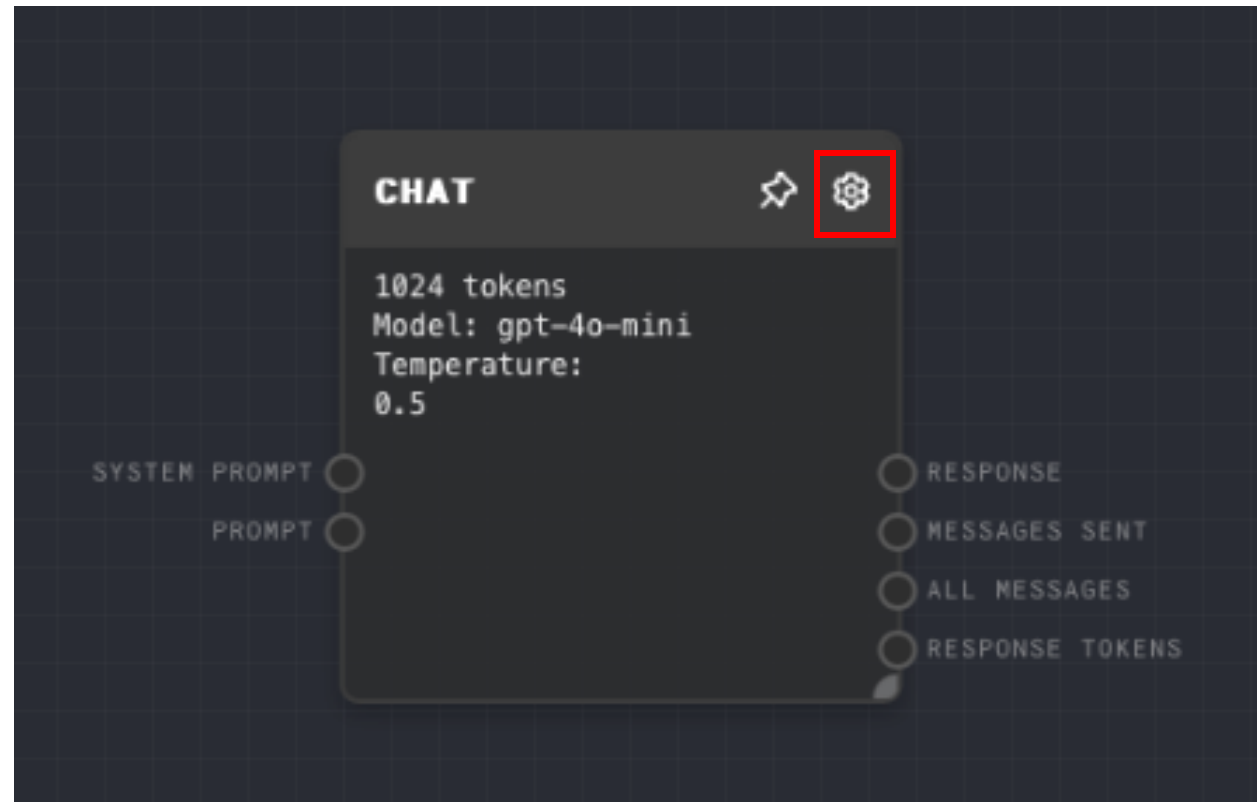 CHAT
1024 tokens
Model: gpt-4o-mini
Temperature:
0.5
SYSTEM PROMPT
PROMPT
RESPONSE
MESSAGES SENT
ALL MESSAGES
RESPONSE TOKENS